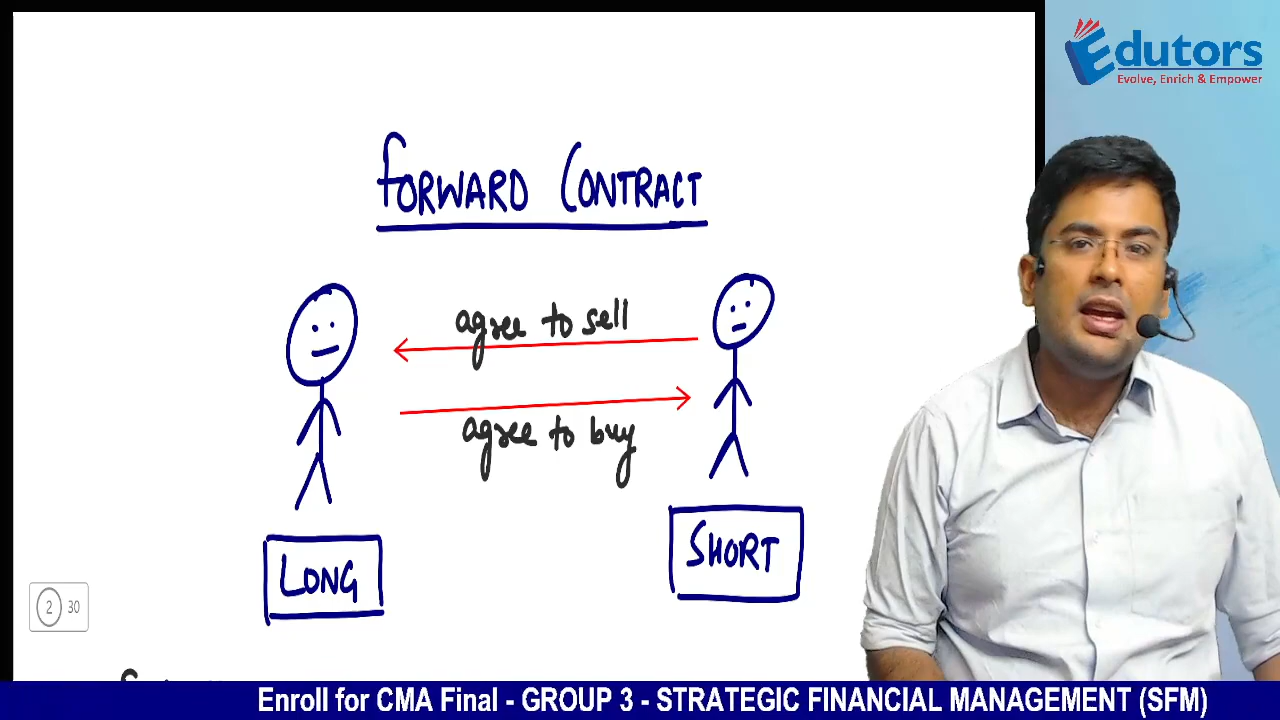 Edutors
Evolve, Enrich & Empower
FORWARD CONTRACT
agree to sell
agree to buy
LONG
SHORT
2 30
Enroll for CMA Final - GROUP 3 - STRATEGIC FINANCIAL MANAGEMENT (SFM)